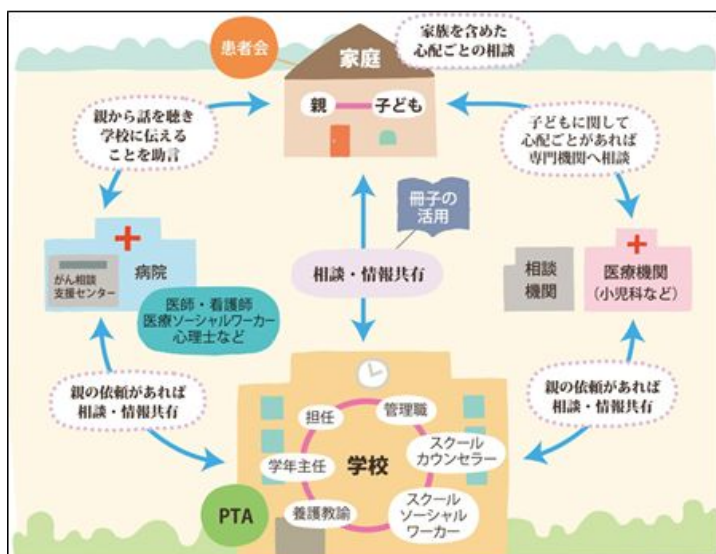 患者会
家族を含めた
心配ごとの相談
家庭
親
子ども
親から話を聴き
学校に伝える
ことを助言
子どもに関して
心配ごとがあれば
専門機関へ相談
冊子の
活用
病院
がん相談
支援センター
医師・看護師
医療ソーシャルワーカー
心理士など
相談・情報共有
相談
機関
医療機関
(小児科など)
親の依頼があれば
相談・情報共有
親の依頼があれば
相談・情報共有
担任
管理職
学年主任
学校
スクール
カウンセラー
養護教諭
スクール
ソーシャル
ワーカー
PTA